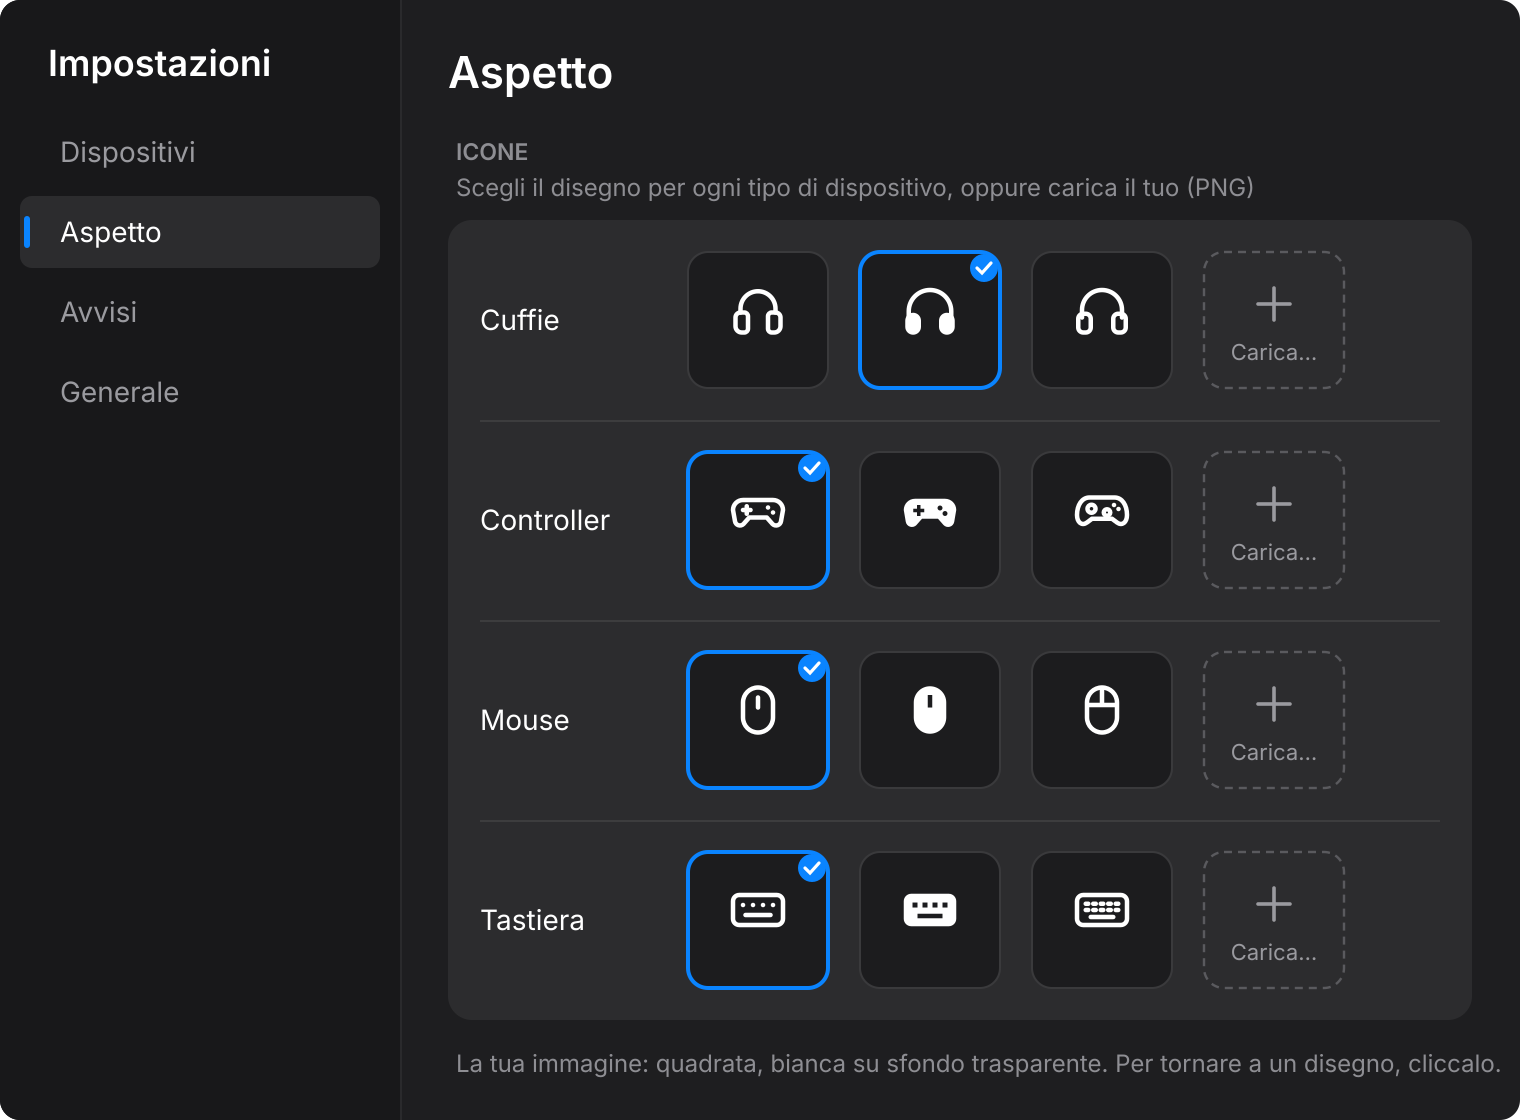 Impostazioni
Dispositivi
Aspetto
Avvisi
Generale
Aspetto
ICONE
Scegli il disegno per ogni tipo di dispositivo, oppure carica il tuo (PNG)
Cuffie
Carica...
Controller
Carica...
Mouse
Carica...
Tastiera
Carica...
La tua immagine: quadrata, bianca su sfondo trasparente. Per tornare a un disegno, cliccalo.